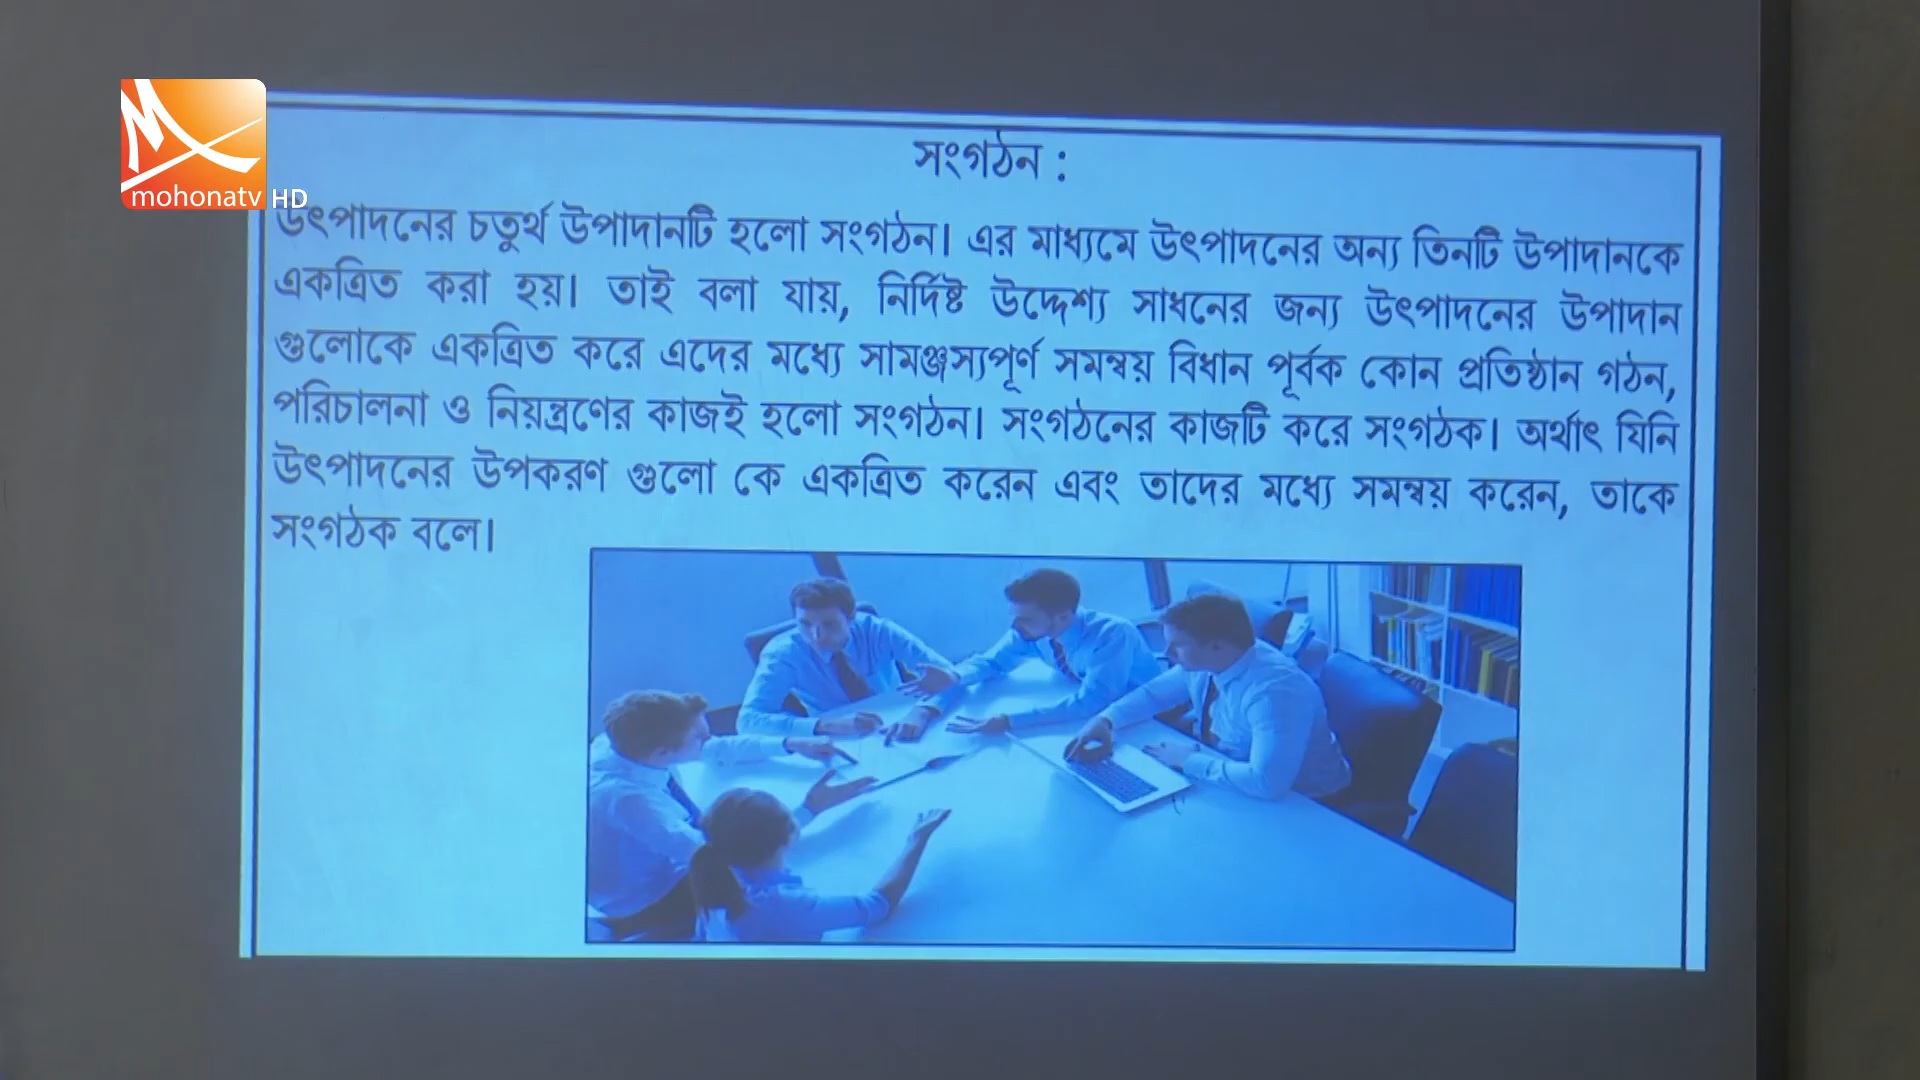 mohonatv HD
সংগঠন :
উৎপাদনের চতুর্থ উপাদানটি হলো সংগঠন। এর মাধ্যমে উৎপাদনের অন্য তিনটি উপাদানকে
একত্রিত করা হয়। তাই বলা যায়, নির্দিষ্ট উদ্দেশ্য সাধনের জন্য উৎপাদনের উপাদান
গুলোকে একত্রিত করে এদের মধ্যে সামঞ্জস্যপূর্ণ সমন্বয় বিধান পূর্বক কোন প্রতিষ্ঠান গঠন,
পরিচালনা ও নিয়ন্ত্রণের কাজই হলো সংগঠন। সংগঠনের কাজটি করে সংগঠক। অর্থাৎ যিনি
উৎপাদনের উপকরণ গুলো কে একত্রিত করেন এবং তাদের মধ্যে সমন্বয় করেন, তাকে
সংগঠক বলে।